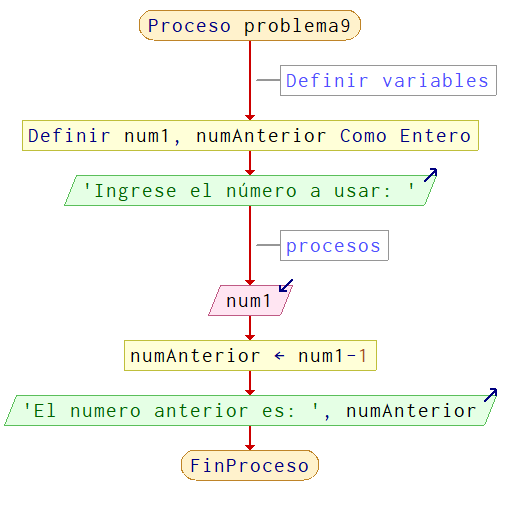 Proceso problema9
Definir variables
Definir num1, numAnterior Como Entero
'Ingrese el número a usar: '
procesos
num1
numAnterior ← num1-1
'El numero anterior es: ', numAnterior
FinProceso